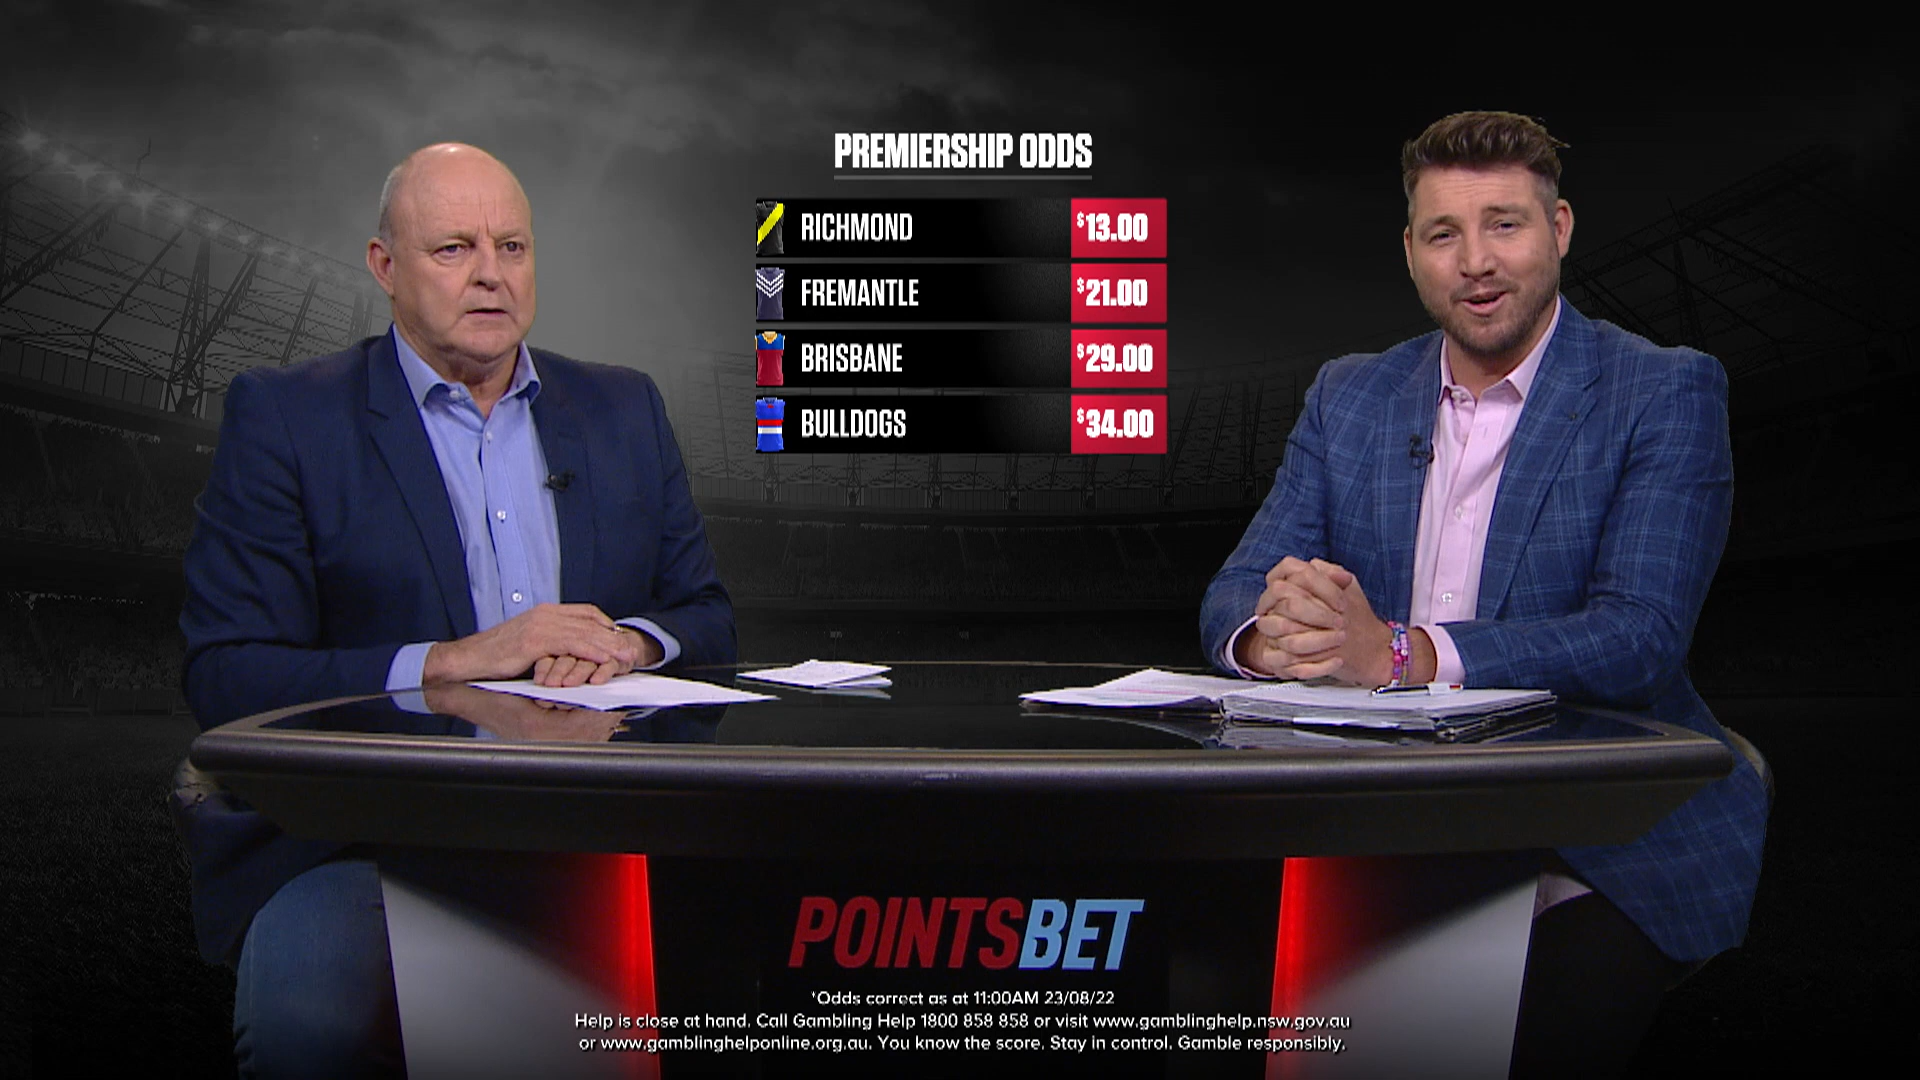 PREMIERSHIP ODDS
RICHMOND $13.00
FREMANTLE $21.00
BRISBANE $29.00
BULLDOGS $34.00
POINTSBET
*Odds correct as at 11:00AM 23/08/22
Help is close at hand. Call Gambling Help 1800 858 858 or visit www.gamblinghelp.nsw.gov.au
or www.gamblinghelponline.org.au. You know the score. Stay in control. Gamble responsibly.